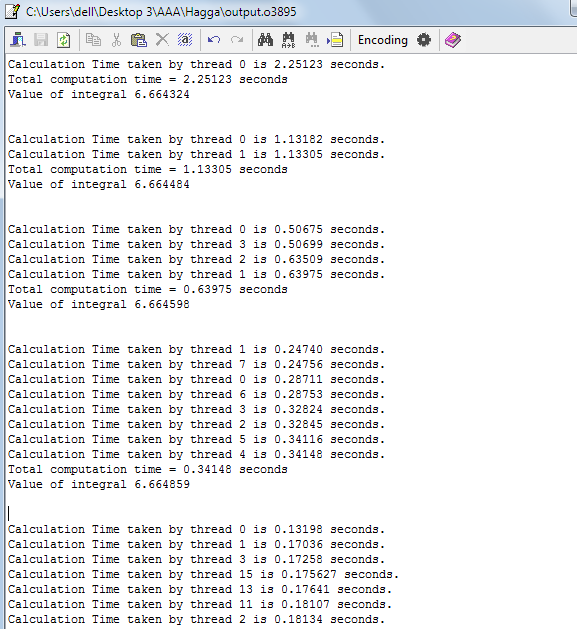 C:\Users\dell\Desktop 3\AAA\Hagga\output.o3895
Encoding
Calculation Time taken by thread 0 is 2.25123 seconds.
Total computation time = 2.25123 seconds
Value of integral 6.664324
Calculation Time taken by thread 0 is 1.13182 seconds.
Calculation Time taken by thread 1 is 1.13305 seconds.
Total computation time = 1.13305 seconds
Value of integral 6.664484
Calculation Time taken by thread 0 is 0.50675 seconds.
Calculation Time taken by thread 3 is 0.50699 seconds.
Calculation Time taken by thread 2 is 0.63509 seconds.
Calculation Time taken by thread 1 is 0.63975 seconds.
Total computation time = 0.63975 seconds
Value of integral 6.664598
Calculation Time taken by thread 1 is 0.24740 seconds.
Calculation Time taken by thread 7 is 0.24756 seconds.
Calculation Time taken by thread 0 is 0.28711 seconds.
Calculation Time taken by thread 6 is 0.28753 seconds.
Calculation Time taken by thread 3 is 0.32824 seconds.
Calculation Time taken by thread 2 is 0.32845 seconds.
Calculation Time taken by thread 5 is 0.34116 seconds.
Calculation Time taken by thread 4 is 0.34148 seconds.
Total computation time = 0.34148 seconds
Value of integral 6.664859
Calculation Time taken by thread 0 is 0.13198 seconds.
Calculation Time taken by thread 1 is 0.17036 seconds.
Calculation Time taken by thread 3 is 0.17258 seconds.
Calculation Time taken by thread 15 is 0.175627 seconds.
Calculation Time taken by thread 13 is 0.17641 seconds.
Calculation Time taken by thread 11 is 0.18107 seconds.
Calculation Time taken by thread 2 is 0.18134 seconds.